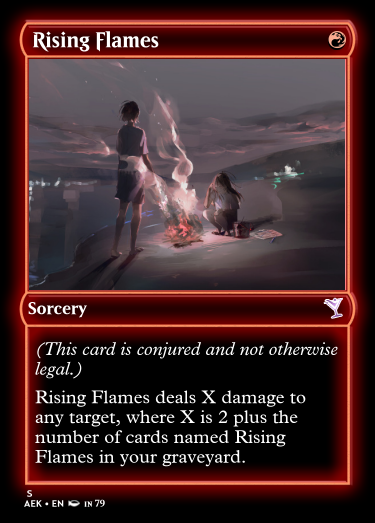 Rising Flames
Sorcery
(This card is conjured and not otherwise
legal.)
Rising Flames deals X damage to
any target, where X is 2 plus the
number of cards named Rising
Flames in your graveyard.
S
AEK • EN IN 79